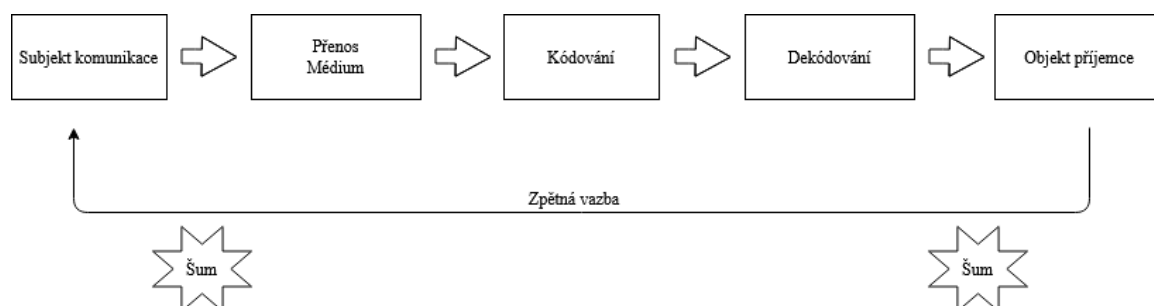 Subjekt komunikace
Přenos
Médium
Kódování
Dekódování
Objekt příjemce
Zpětná vazba
Šum
Šum